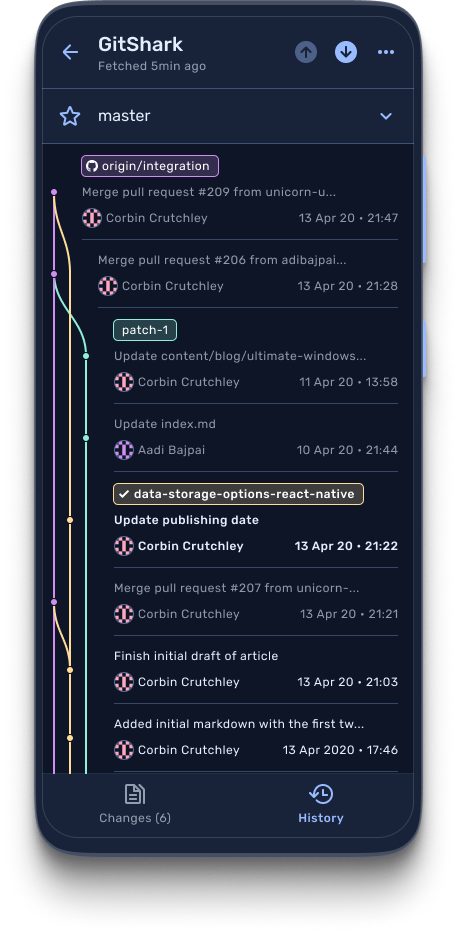 GitShark
Fetched 5min ago
master
origin/integration
Merge pull request #209 from unicorn-u...
Corbin Crutchley 13 Apr 20 • 21:47
Merge pull request #206 from adibajpai...
Corbin Crutchley 13 Apr 20 • 21:28
patch-1
Update content/blog/ultimate-windows...
Corbin Crutchley 11 Apr 20 • 13:58
Update index.md
Aadi Bajpai 10 Apr 20 • 21:44
data-storage-options-react-native
Update publishing date
Corbin Crutchley 13 Apr 20 • 21:22
Merge pull request #207 from unicorn-...
Corbin Crutchley 13 Apr 20 • 21:21
Finish initial draft of article
Corbin Crutchley 13 Apr 20 • 21:03
Added initial markdown with the first tw...
Corbin Crutchley 13 Apr 2020 • 17:46
Changes (6) History